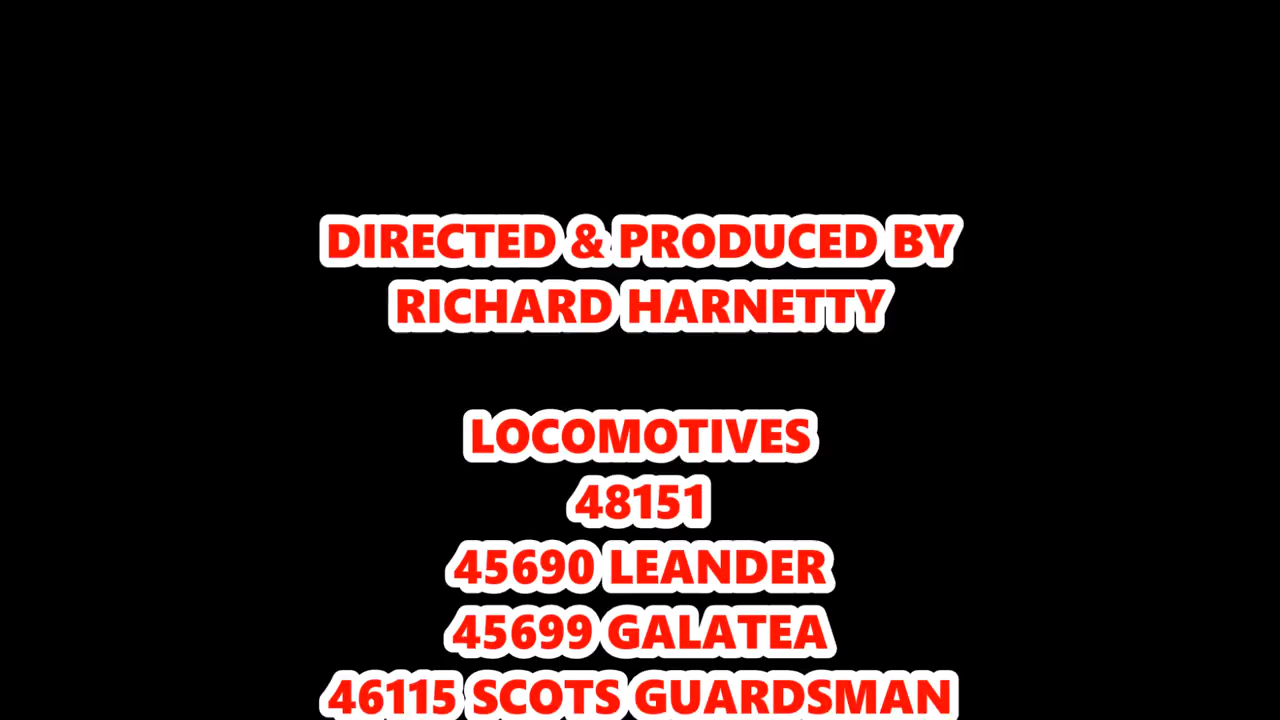 DIRECTED & PRODUCED BY
RICHARD HARNETTY
LOCOMOTIVES
48151
45690 LEANDER
45699 GALATEA
46115 SCOTS GUARDSMAN